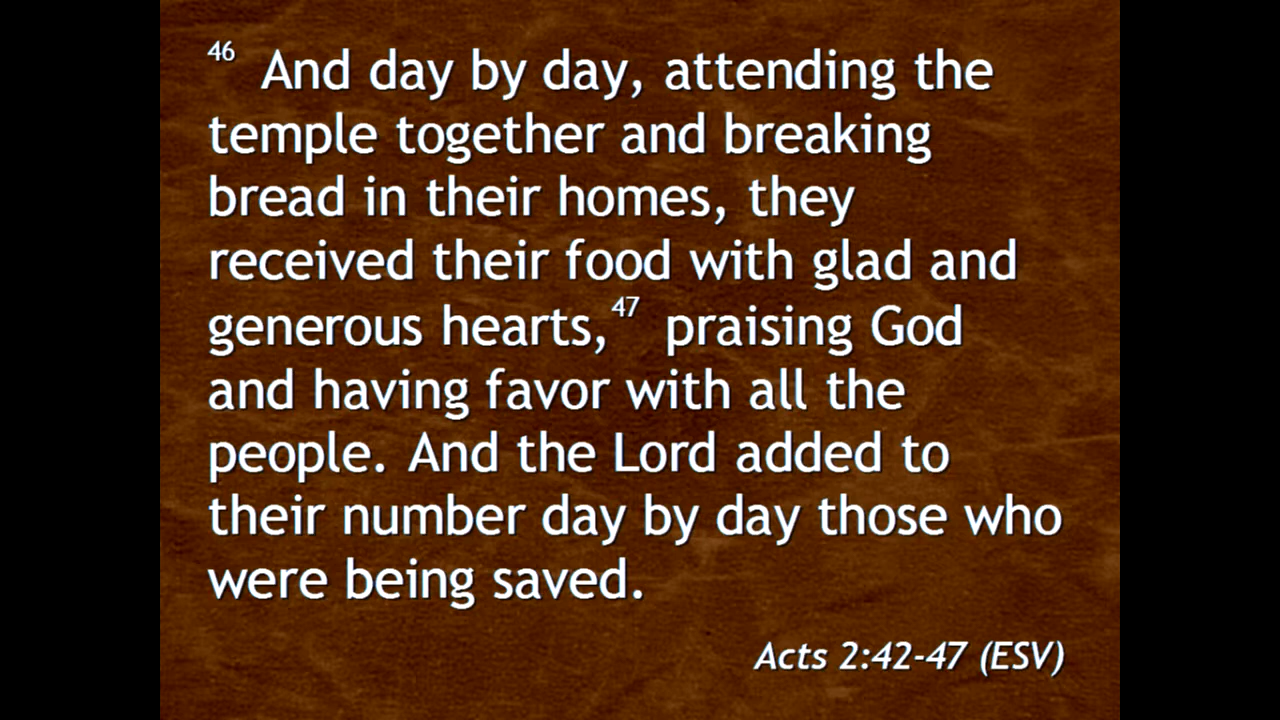 46 And day by day, attending the
temple together and breaking
bread in their homes, they
received their food with glad and
generous hearts,47 praising God
and having favor with all the
people. And the Lord added to
their number day by day those who
were being saved.
Acts 2:42-47 (ESV)